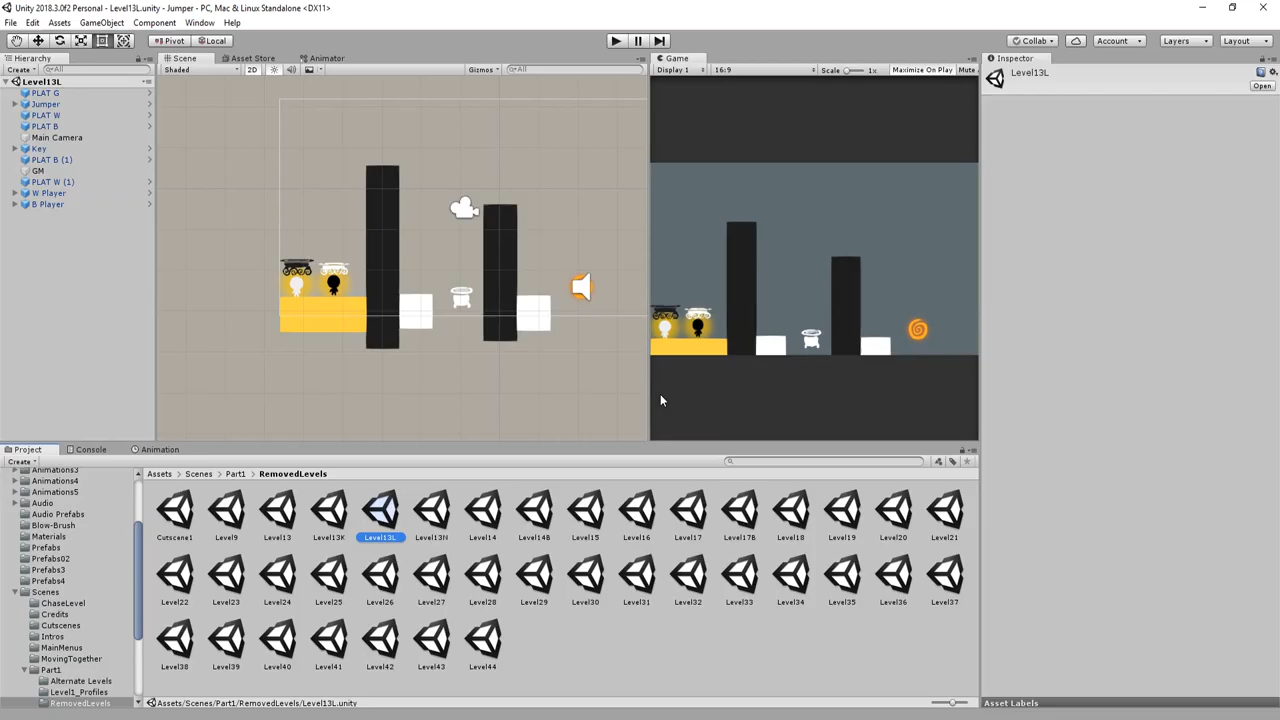 Unity 2018.3.0f2 Personal - Level13L.unity - Jumper - PC, Mac & Linux Standalone <DX11>
File Edit Assets GameObject Component Window Help
Pivot Local Collab Account Layers Layout
Hierarchy Scene Asset Store Animator Game Inspector
Create All Shaded 2D Gizmos All Display 1 16:9 Scale 1x Maximize On Play Mute Level13L
Open
Level13L
PLAT G
Jumper
PLAT W
PLAT B
Main Camera
Key
PLAT B (1)
GM
PLAT W (1)
W Player
B Player
Project Console Animation
Create
Assets Scenes Part1 RemovedLevels
Animations3
Animations4
Animations5
Audio
Audio Prefabs
Blow-Brush
Materials
Prefabs
Prefabs02
Prefabs3
Prefabs4
Scenes
ChaseLevel
Credits
Cutscenes
Intros
MainMenus
MovingTogether
Part1
Alternate Levels
Level1_Profiles
RemovedLevels
Cutscene1 Level9 Level13 Level13K Level13L Level13N Level14 Level14B Level15 Level16 Level17 Level17B Level18 Level19 Level20 Level21
Level22 Level23 Level24 Level25 Level26 Level27 Level28 Level29 Level30 Level31 Level32 Level33 Level34 Level35 Level36 Level37
Level38 Level39 Level40 Level41 Level42 Level43 Level44
Assets/Scenes/Part1/RemovedLevels/Level13L.unity
Asset Labels